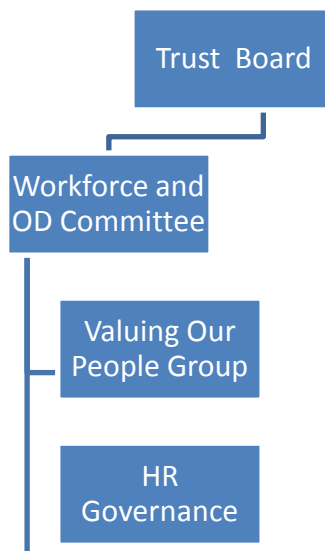 Trust Board
Workforce and
OD Committee
Valuing Our
People Group
HR
Governance